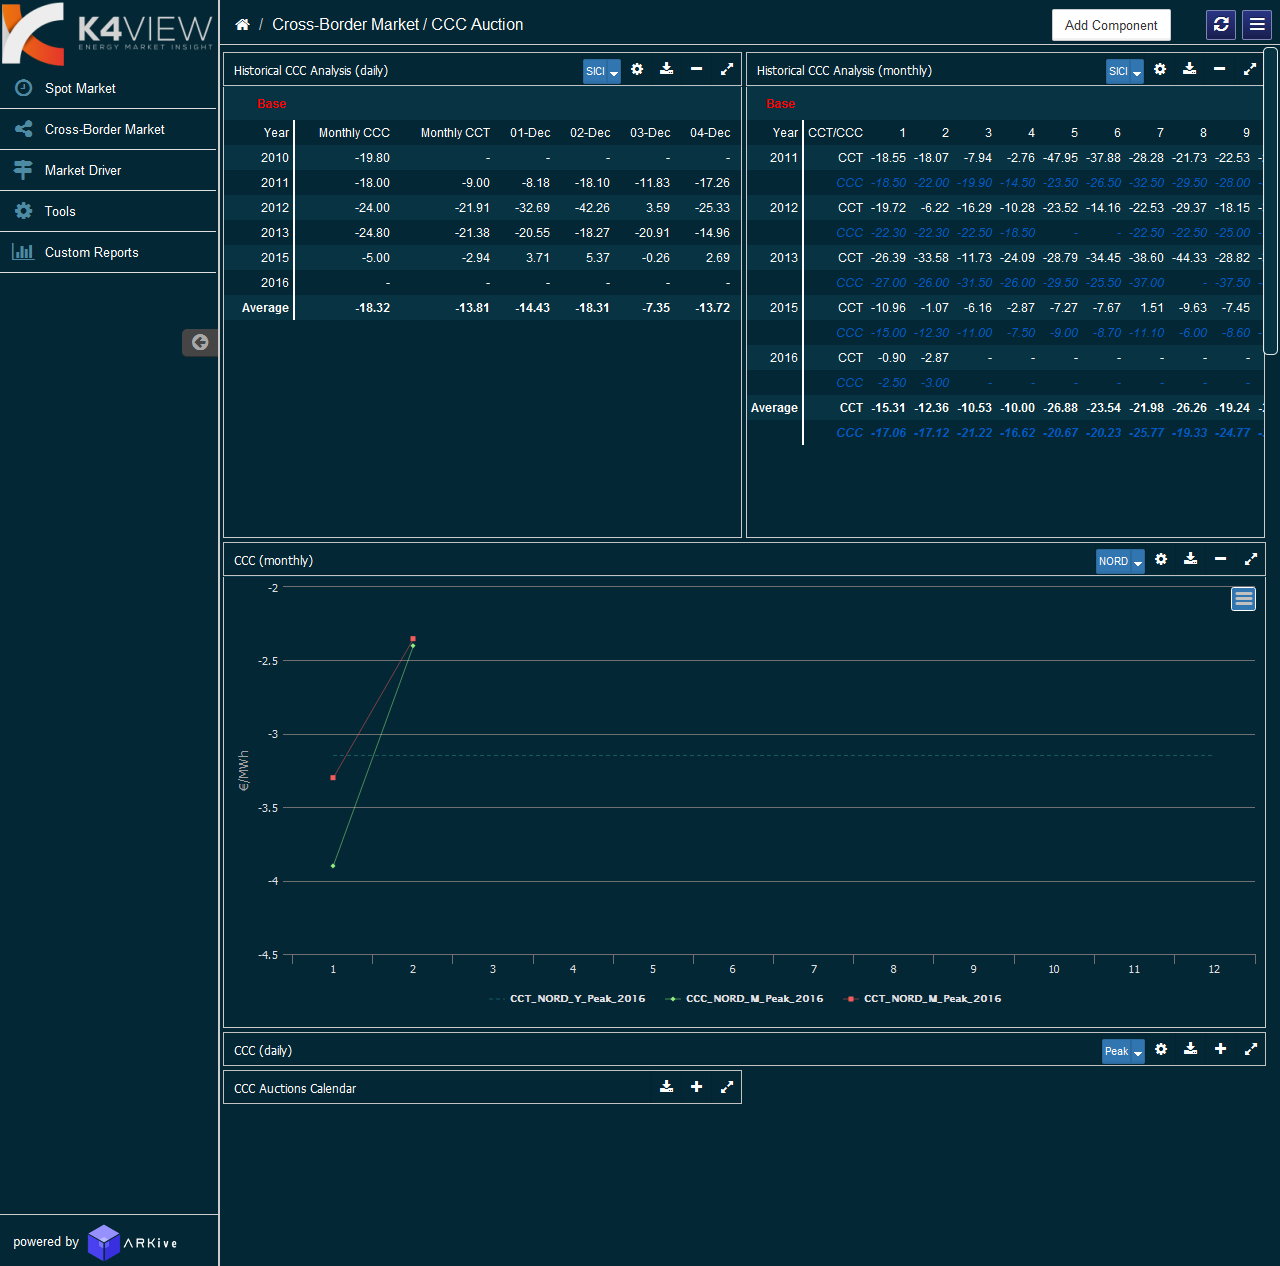 K4VIEW
ENERGY MARKET INSIGHT
/ Cross-Border Market / CCC Auction
Add Component
Spot Market
Cross-Border Market
Market Driver
Tools
Custom Reports
Historical CCC Analysis (daily)
SICI
Base
Year Monthly CCC Monthly CCT 01-Dec 02-Dec 03-Dec 04-Dec
2010 -19.80 - - - - -
2011 -18.00 -9.00 -8.18 -18.10 -11.83 -17.26
2012 -24.00 -21.91 -32.69 -42.26 3.59 -25.33
2013 -24.80 -21.38 -20.55 -18.27 -20.91 -14.96
2015 -5.00 -2.94 3.71 5.37 -0.26 2.69
2016 - - - - - -
Average -18.32 -13.81 -14.43 -18.31 -7.35 -13.72
Historical CCC Analysis (monthly)
SICI
Base
Year CCT/CCC 1 2 3 4 5 6 7 8 9
2011 CCT -18.55 -18.07 -7.94 -2.76 -47.95 -37.88 -28.28 -21.73 -22.53
CCC -18.50 -22.00 -19.90 -14.50 -23.50 -26.50 -32.50 -29.50 -28.00
2012 CCT -19.72 -6.22 -16.29 -10.28 -23.52 -14.16 -22.53 -29.37 -18.15
CCC -22.30 -22.30 -22.50 -18.50 - - -22.50 -22.50 -25.00
2013 CCT -26.39 -33.58 -11.73 -24.09 -28.79 -34.45 -38.60 -44.33 -28.82
CCC -27.00 -26.00 -31.50 -26.00 -29.50 -25.50 -37.00 - -37.50
2015 CCT -10.96 -1.07 -6.16 -2.87 -7.27 -7.67 1.51 -9.63 -7.45
CCC -15.00 -12.30 -11.00 -7.50 -9.00 -8.70 -11.10 -6.00 -8.60
2016 CCT -0.90 -2.87 - - - - - - -
CCC -2.50 -3.00 - - - - - - -
Average CCT -15.31 -12.36 -10.53 -10.00 -26.88 -23.54 -21.98 -26.26 -19.24
CCC -17.06 -17.12 -21.22 -16.62 -20.67 -20.23 -25.77 -19.33 -24.77
CCC (monthly)
NORD
-2
-2.5
-3
-3.5
-4
-4.5
€/MWh
1 2 3 4 5 6 7 8 9 10 11 12
CCT_NORD_Y_Peak_2016 CCC_NORD_M_Peak_2016 CCT_NORD_M_Peak_2016
CCC (daily)
Peak
CCC Auctions Calendar
powered by ARKive